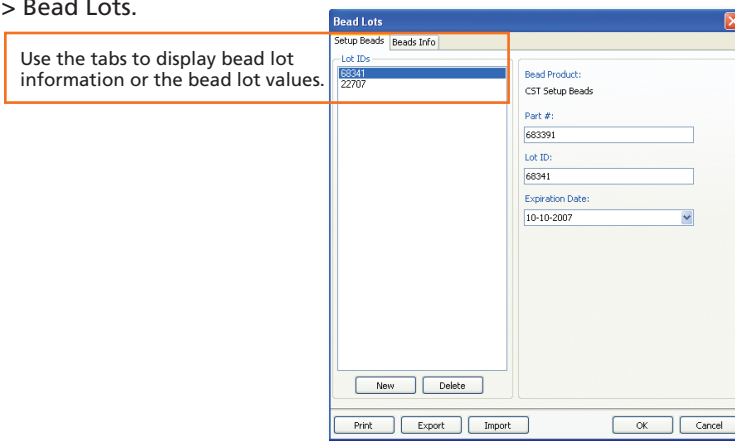 > Bead Lots.
Use the tabs to display bead lot
information or the bead lot values.
Bead Lots
Setup Beads Beads Info
Lot IDs
68341
22707
Bead Product:
CST Setup Beads
Part #:
683391
Lot ID:
68341
Expiration Date:
10-10-2007
New Delete
Print Export Import OK Cancel